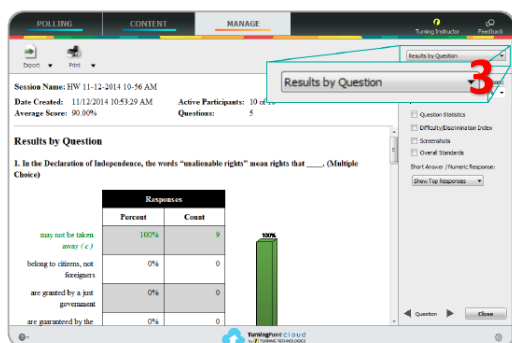 POLLING CONTENT MANAGE
Turning Instructor Feedback
Export Print
Results by Question
Results by Question
3
Session Name: HW 11-12-2014 10-56 AM
Date Created: 11/12/2014 10:53:29 AM Active Participants: 10 of 10
Average Score: 90.00% Questions: 5
Question Statistics
Difficulty/Discrimination Index
Screenshots
Overall Standards
Short Answer /Numeric Response:
Show Top Responses
Results by Question
1. In the Declaration of Independence, the words “unalienable rights” mean rights that ____. (Multiple
Choice)
Responses
Percent Count
may not be taken
away ( c )
100% 9
100%
belong to citizens, not
foreigners
0% 0
are granted by a just
government
0% 0
are guaranteed by the
0% 0
Question Close
TurningPoint cloud
BY TURNING TECHNOLOGIES